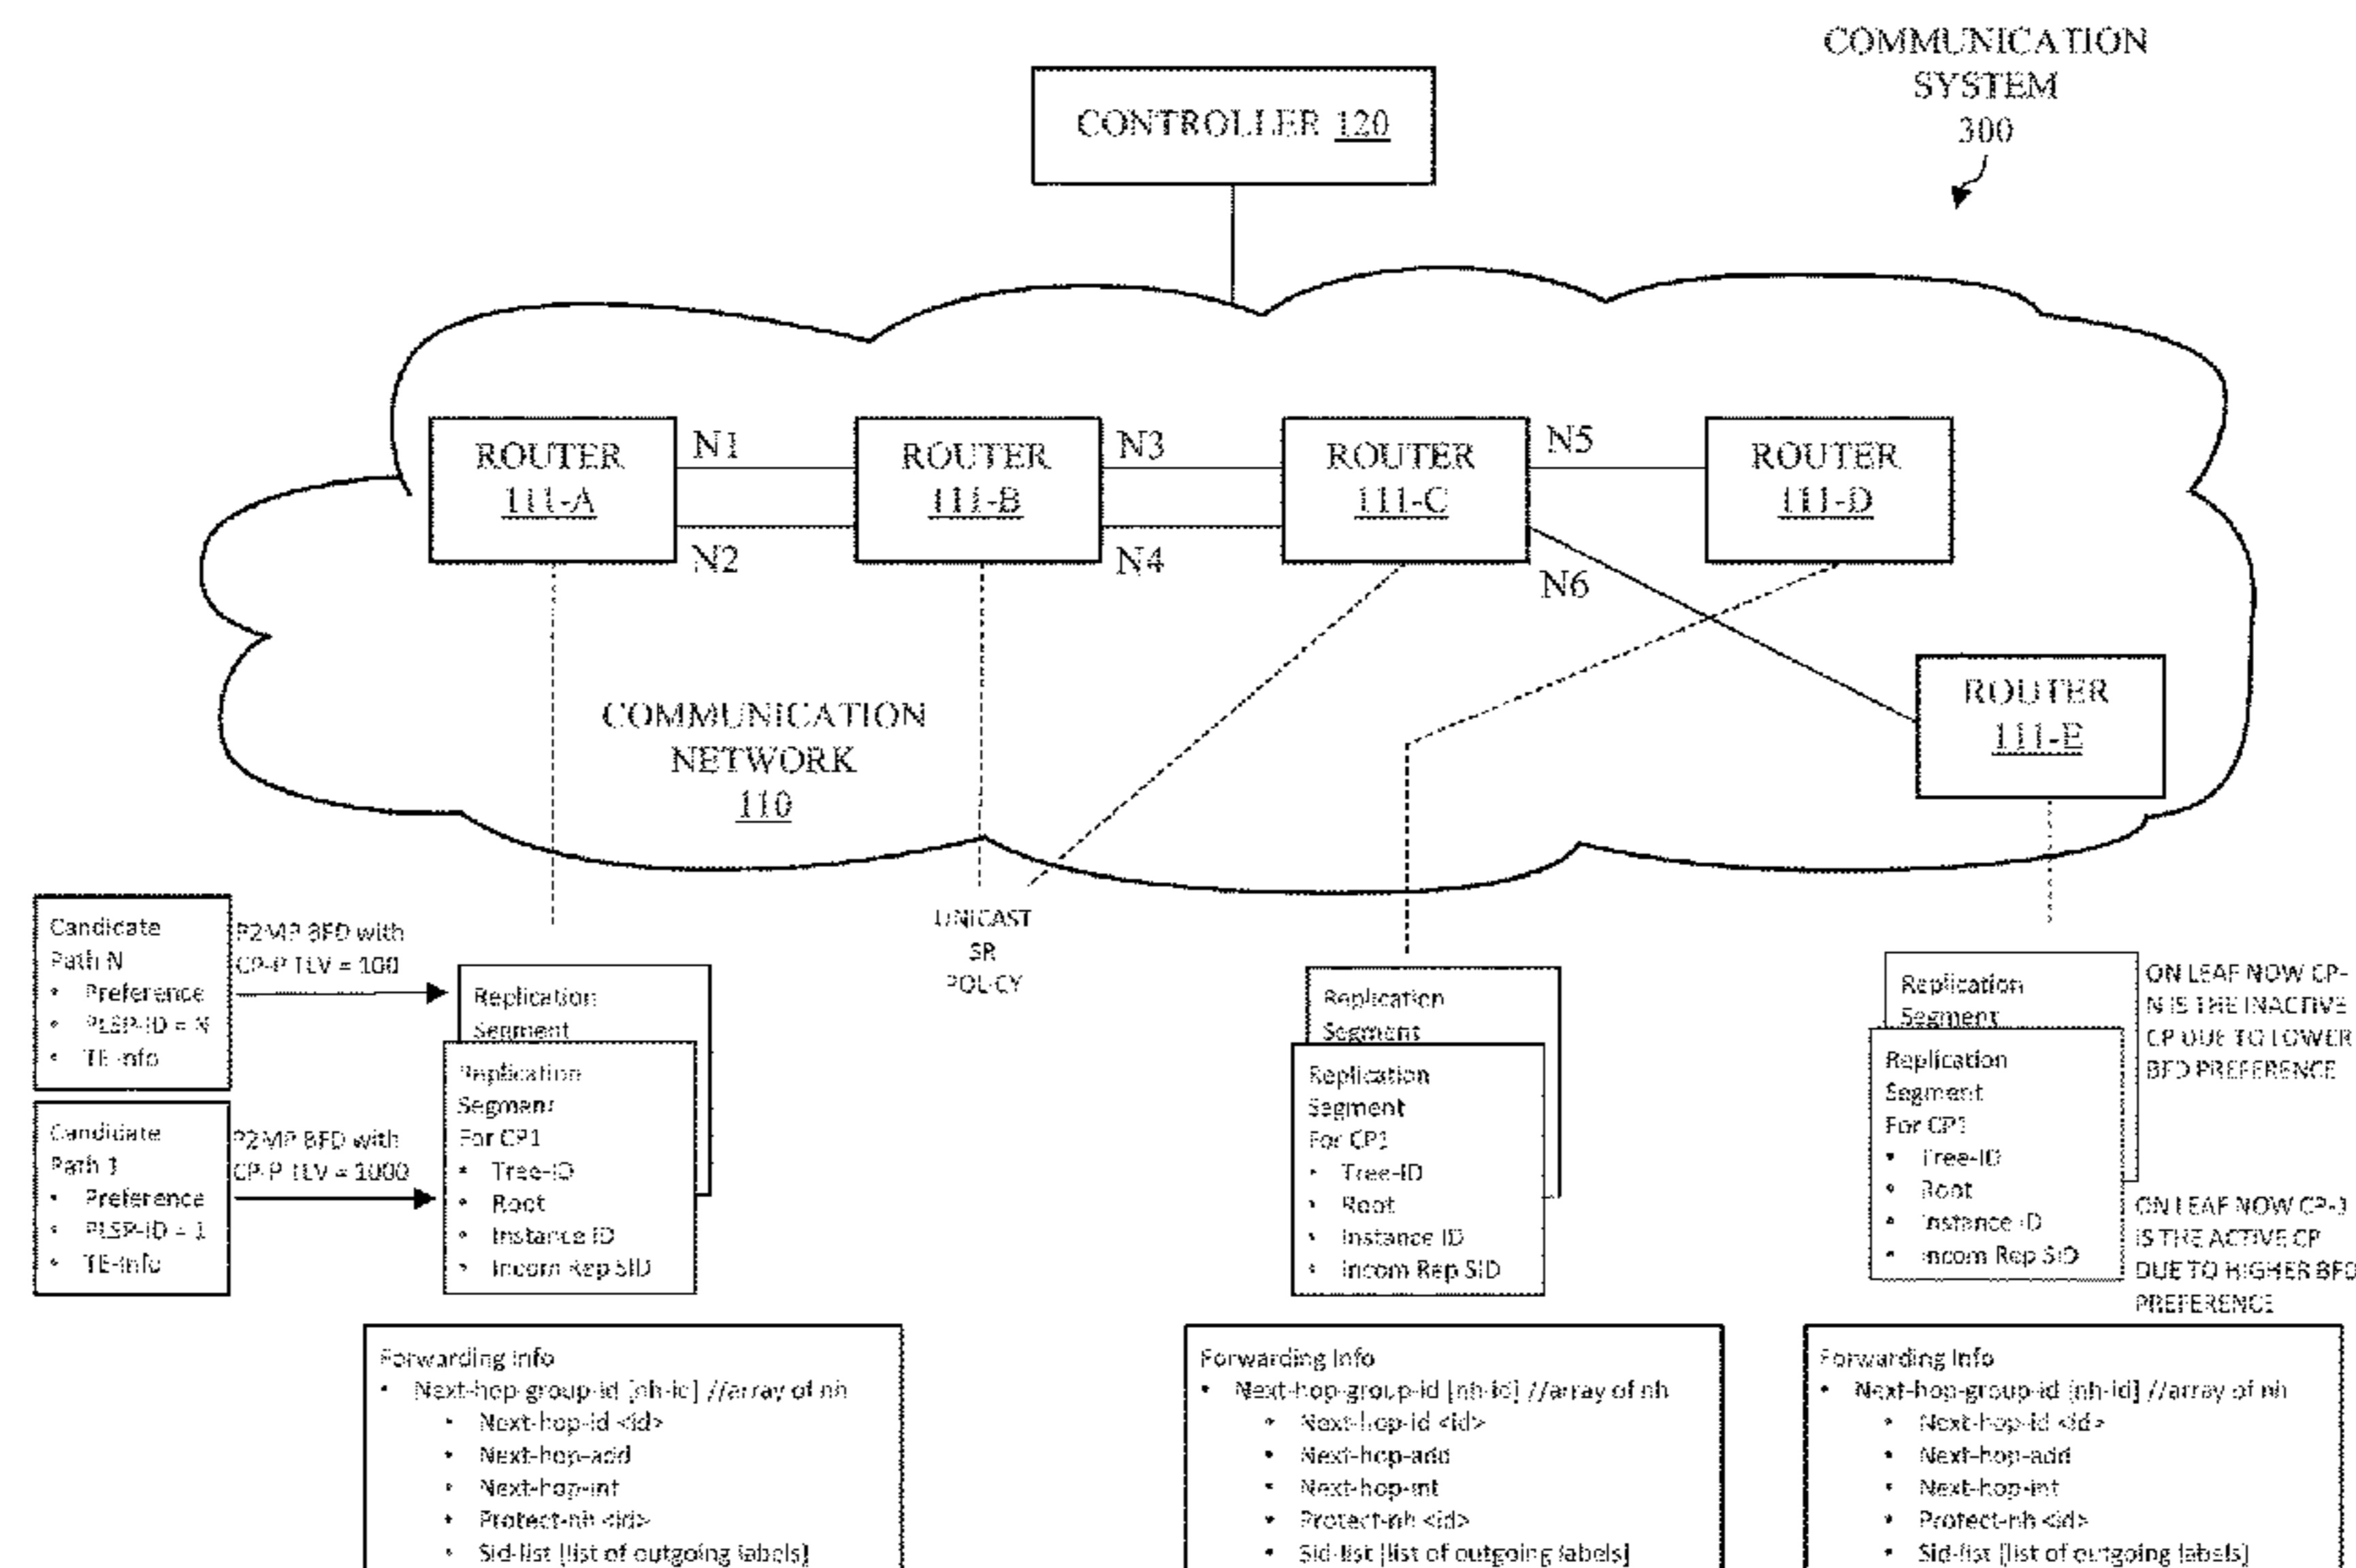 COMMUNICATION
SYSTEM
300
CONTROLLER 120
ROUTER
111-A
N1
N2
ROUTER
111-B
N3
N4
ROUTER
111-C
N5
N6
ROUTER
111-D
ROUTER
111-E
COMMUNICATION
NETWORK
110
Candidate
Path N
• Preference
• PLSP-ID = N
• TE-Info
P2MP BFD with
CP-P TLV = 100
Candidate
Path 1
• Preference
• PLSP-ID = 1
• TE-Info
P2MP BFD with
CP-P TLV = 1000
Replication
Segment
Replication
Segment
For CP1
• Tree-ID
• Root
• Instance ID
• Incom Rep SID
UNICAST
SR
POLICY
Replication
Segment
Replication
Segment
For CP1
• Tree-ID
• Root
• Instance ID
• Incom Rep SID
Replication
Segment
Replication
Segment
For CP1
• Tree-ID
• Root
• Instance ID
• Incom Rep SID
ON LEAF NOW CP-
N IS THE INACTIVE
CP DUE TO LOWER
BFD PREFERENCE
ON LEAF NOW
IS THE ACTIVE CP
DUE TO HIGHER BFD
PREFERENCE
Forwarding Info
• Next-hop-group-id [nh-id] //array of nh
• Next-hop-id <id>
• Next-hop-add
• Next-hop-int
• Protect-nh <id>
• Sid-list [list of outgoing labels]
Forwarding Info
• Next-hop-group-id [nh-id] //array of nh
• Next-hop-id <id>
• Next-hop-add
• Next-hop-int
• Protect-nh <id>
• Sid-list [list of outgoing labels]
Forwarding Info
• Next-hop-group-id [nh-id] //array of nh
• Next-hop-id <id>
• Next-hop-add
• Next-hop-int
• Protect-nh <id>
• Sid-list [list of outgoing labels]